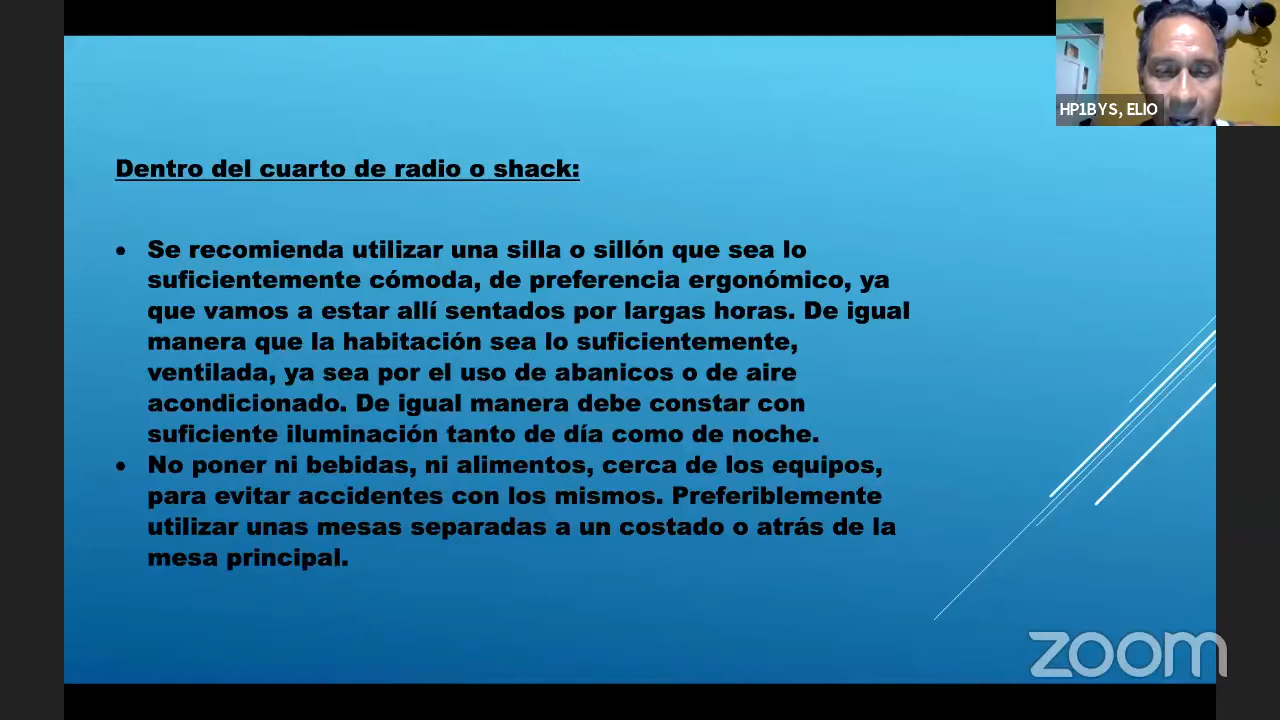 HP1BYS, ELIO
Dentro del cuarto de radio o shack:
• Se recomienda utilizar una silla o sillón que sea lo
suficientemente cómoda, de preferencia ergonómico, ya
que vamos a estar allí sentados por largas horas. De igual
manera que la habitación sea lo suficientemente,
ventilada, ya sea por el uso de abanicos o de aire
acondicionado. De igual manera debe constar con
suficiente iluminación tanto de día como de noche.
• No poner ni bebidas, ni alimentos, cerca de los equipos,
para evitar accidentes con los mismos. Preferiblemente
utilizar unas mesas separadas a un costado o atrás de la
mesa principal.
zoom